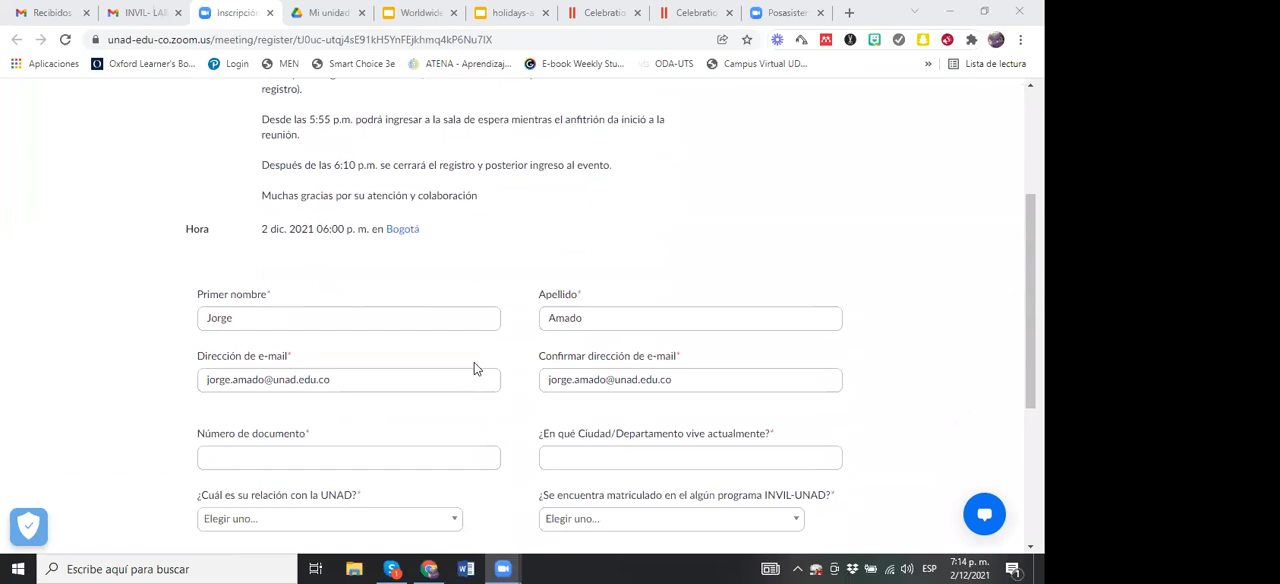 Recibidos
INVIL- LAR
Inscripción
Mi unidad
Worldwide
holidays-a
Celebratio
Celebratio
Posasister
unad-edu-co.zoom.us/meeting/register/tJ0uc-utqj4sE91kH5YnFEjkhmq4kP6Nu7IX
Aplicaciones
Oxford Learner's Bo...
Login
MEN
Smart Choice 3e
ATENA - Aprendizaj...
E-book Weekly Stu...
ODA-UTS
Campus Virtual UD...
»
Lista de lectura
registro).
Desde las 5:55 p.m. podrá ingresar a la sala de espera mientras el anfitrión da inició a la
reunión.
Después de las 6:10 p.m. se cerrará el registro y posterior ingreso al evento.
Muchas gracias por su atención y colaboración
Hora 2 dic. 2021 06:00 p. m. en Bogotá
Primer nombre* Apellido*
Jorge Amado
Dirección de e-mail* Confirmar dirección de e-mail*
jorge.amado@unad.edu.co jorge.amado@unad.edu.co
Número de documento* ¿En qué Ciudad/Departamento vive actualmente?*
¿Cuál es su relación con la UNAD?* ¿Se encuentra matriculado en el algún programa INVIL-UNAD?*
Elegir uno... Elegir uno...
Escribe aquí para buscar
ESP
7:14 p. m.
2/12/2021